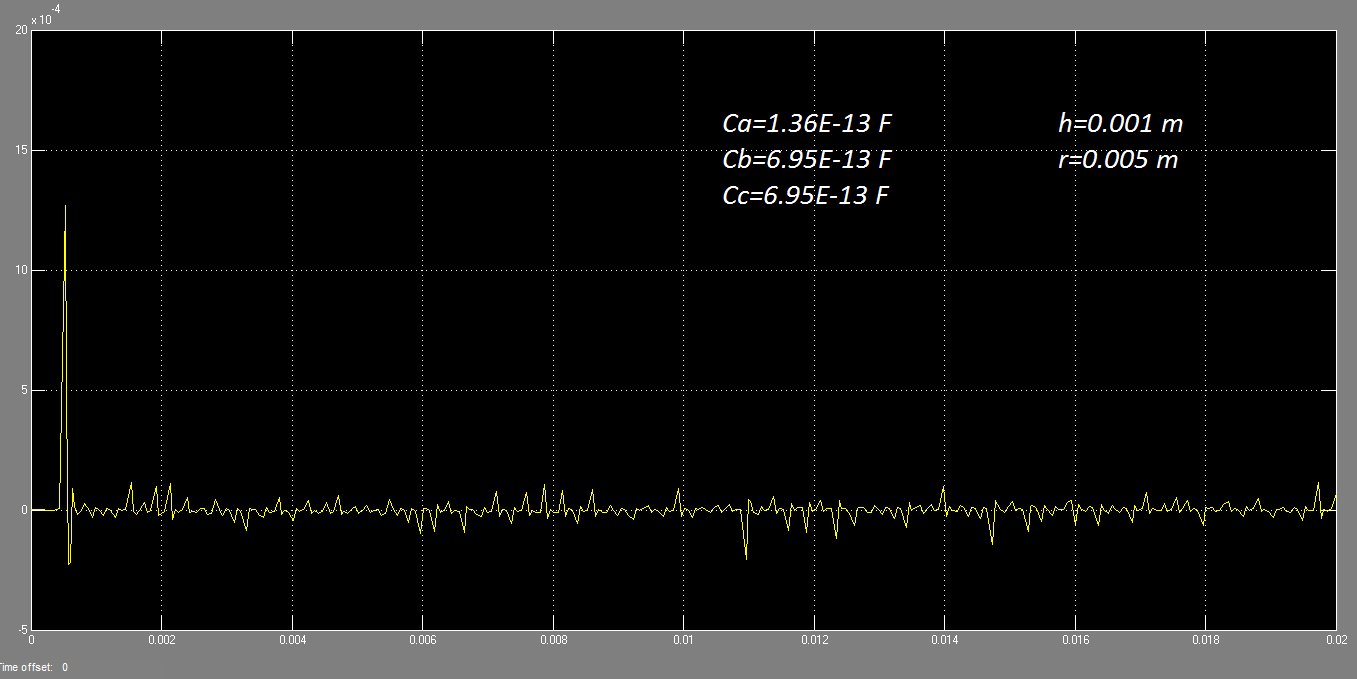 -4
x 10
20
Ca=1.36E-13 F h=0.001 m
15
Cb=6.95E-13 F r=0.005 m
Cc=6.95E-13 F
10
5
0
-5
0 0.002 0.004 0.006 0.008 0.01 0.012 0.014 0.016 0.018 0.02
Time offset: 0